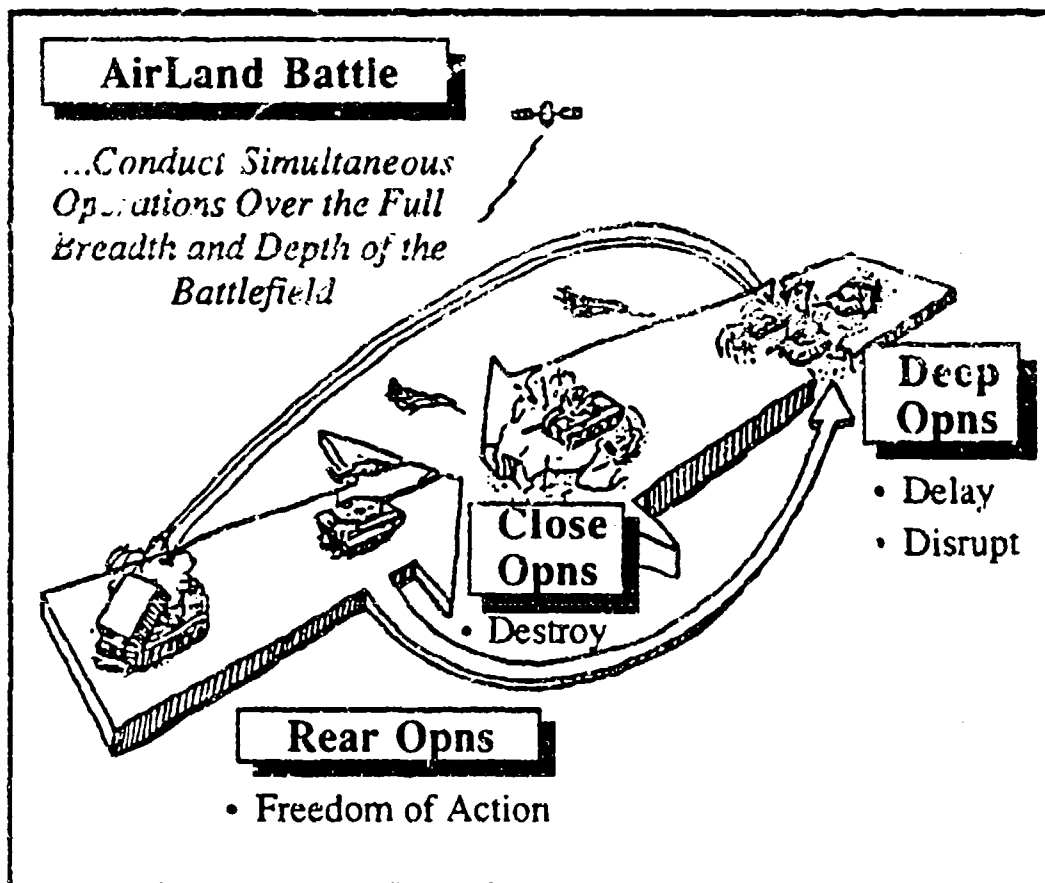 AirLand Battle
...Conduct Simultaneous
Operations Over the Full
Breadth and Depth of the
Battlefield
Deep
Opns
• Delay
• Disrupt
Close
Opns
• Destroy
Rear Opns
• Freedom of Action